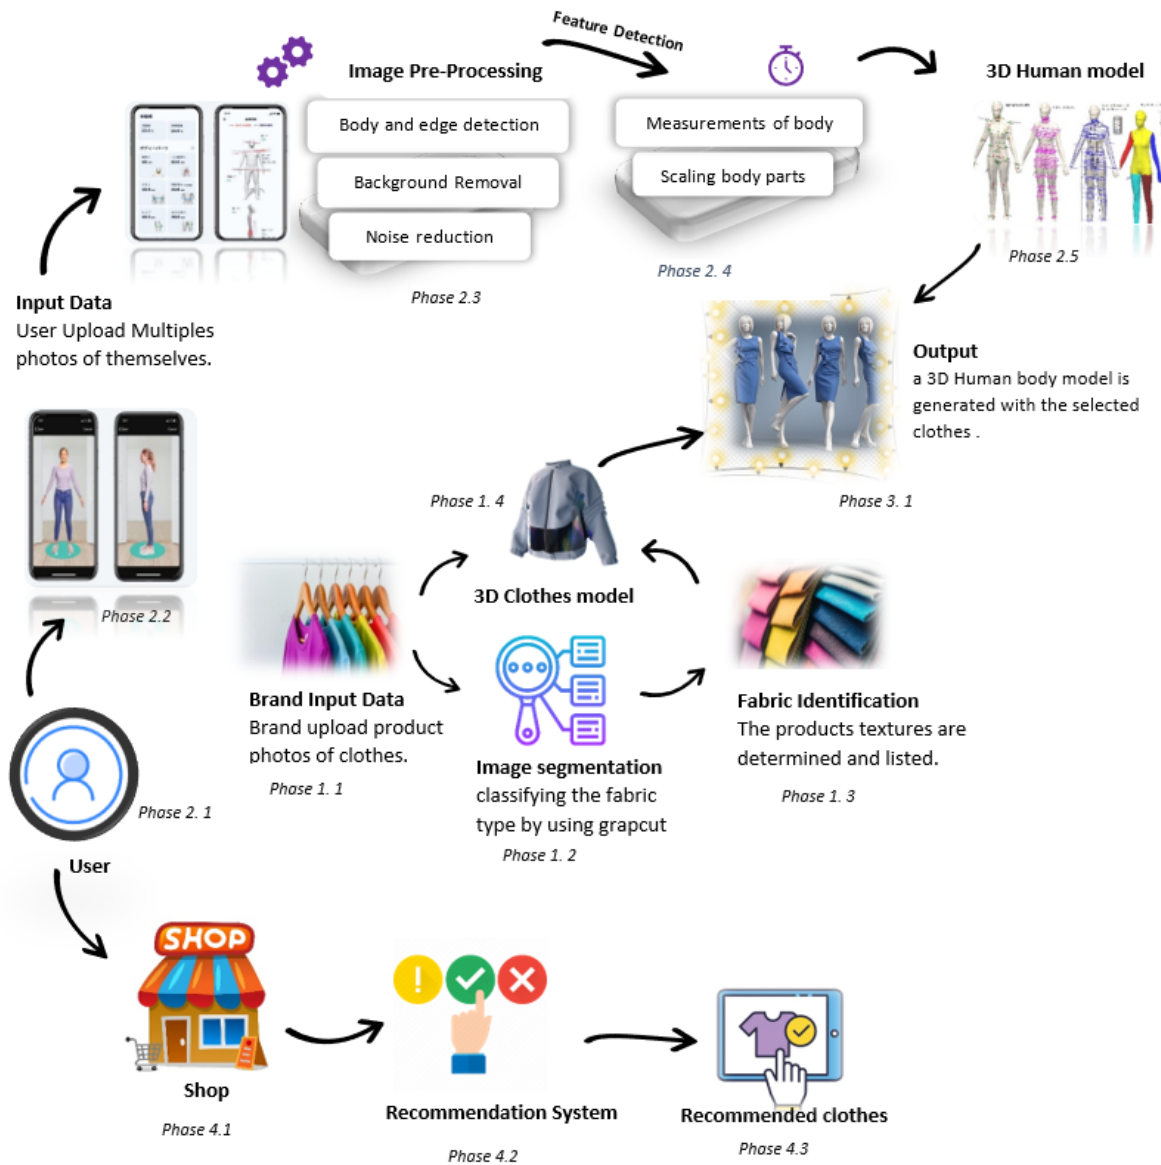 Feature Detection
Image Pre-Processing
3D Human model
Body and edge detection
Measurements of body
Background Removal
Scaling body parts
Noise reduction
Phase 2.5
Phase 2. 4
Phase 2.3
Input Data
User Upload Multiples
photos of themselves.
Output
a 3D Human body model is
generated with the selected
clothes .
Phase 1. 4
Phase 3. 1
3D Clothes model
Phase 2.2
Brand Input Data
Brand upload product
photos of clothes.
Phase 1. 1
Fabric Identification
The products textures are
determined and listed.
Phase 1. 3
Image segmentation
classifying the fabric
type by using grapcut
Phase 1. 2
Phase 2. 1
User
SHOP
Shop
Phase 4.1
Recommendation System
Phase 4.2
Recommended clothes
Phase 4.3